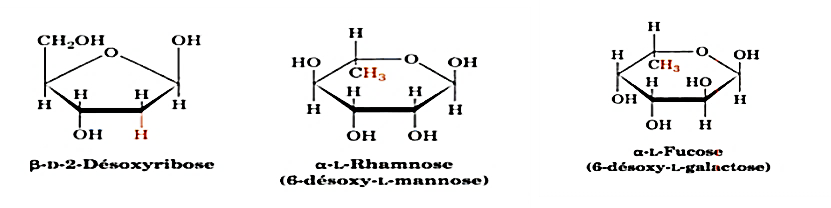 CH₂OH O OH
H H H H
OH H
β-D-2-Désoxyribose
H
HO O OH
CH₃
H H
H H
OH OH
α-L-Rhamnose
(6-désoxy-L-mannose)
H
H O OH
CH₃
H HO
OH H
OH H
α-L-Fucose
(6-désoxy-L-galactose)